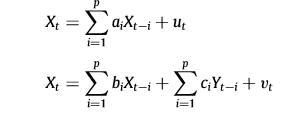 $X_t = \sum_{i=1}^{p} a_i X_{t-i} + u_t$
$X_t = \sum_{i=1}^{p} b_i X_{t-i} + \sum_{i=1}^{p} c_i Y_{t-i} + v_t$